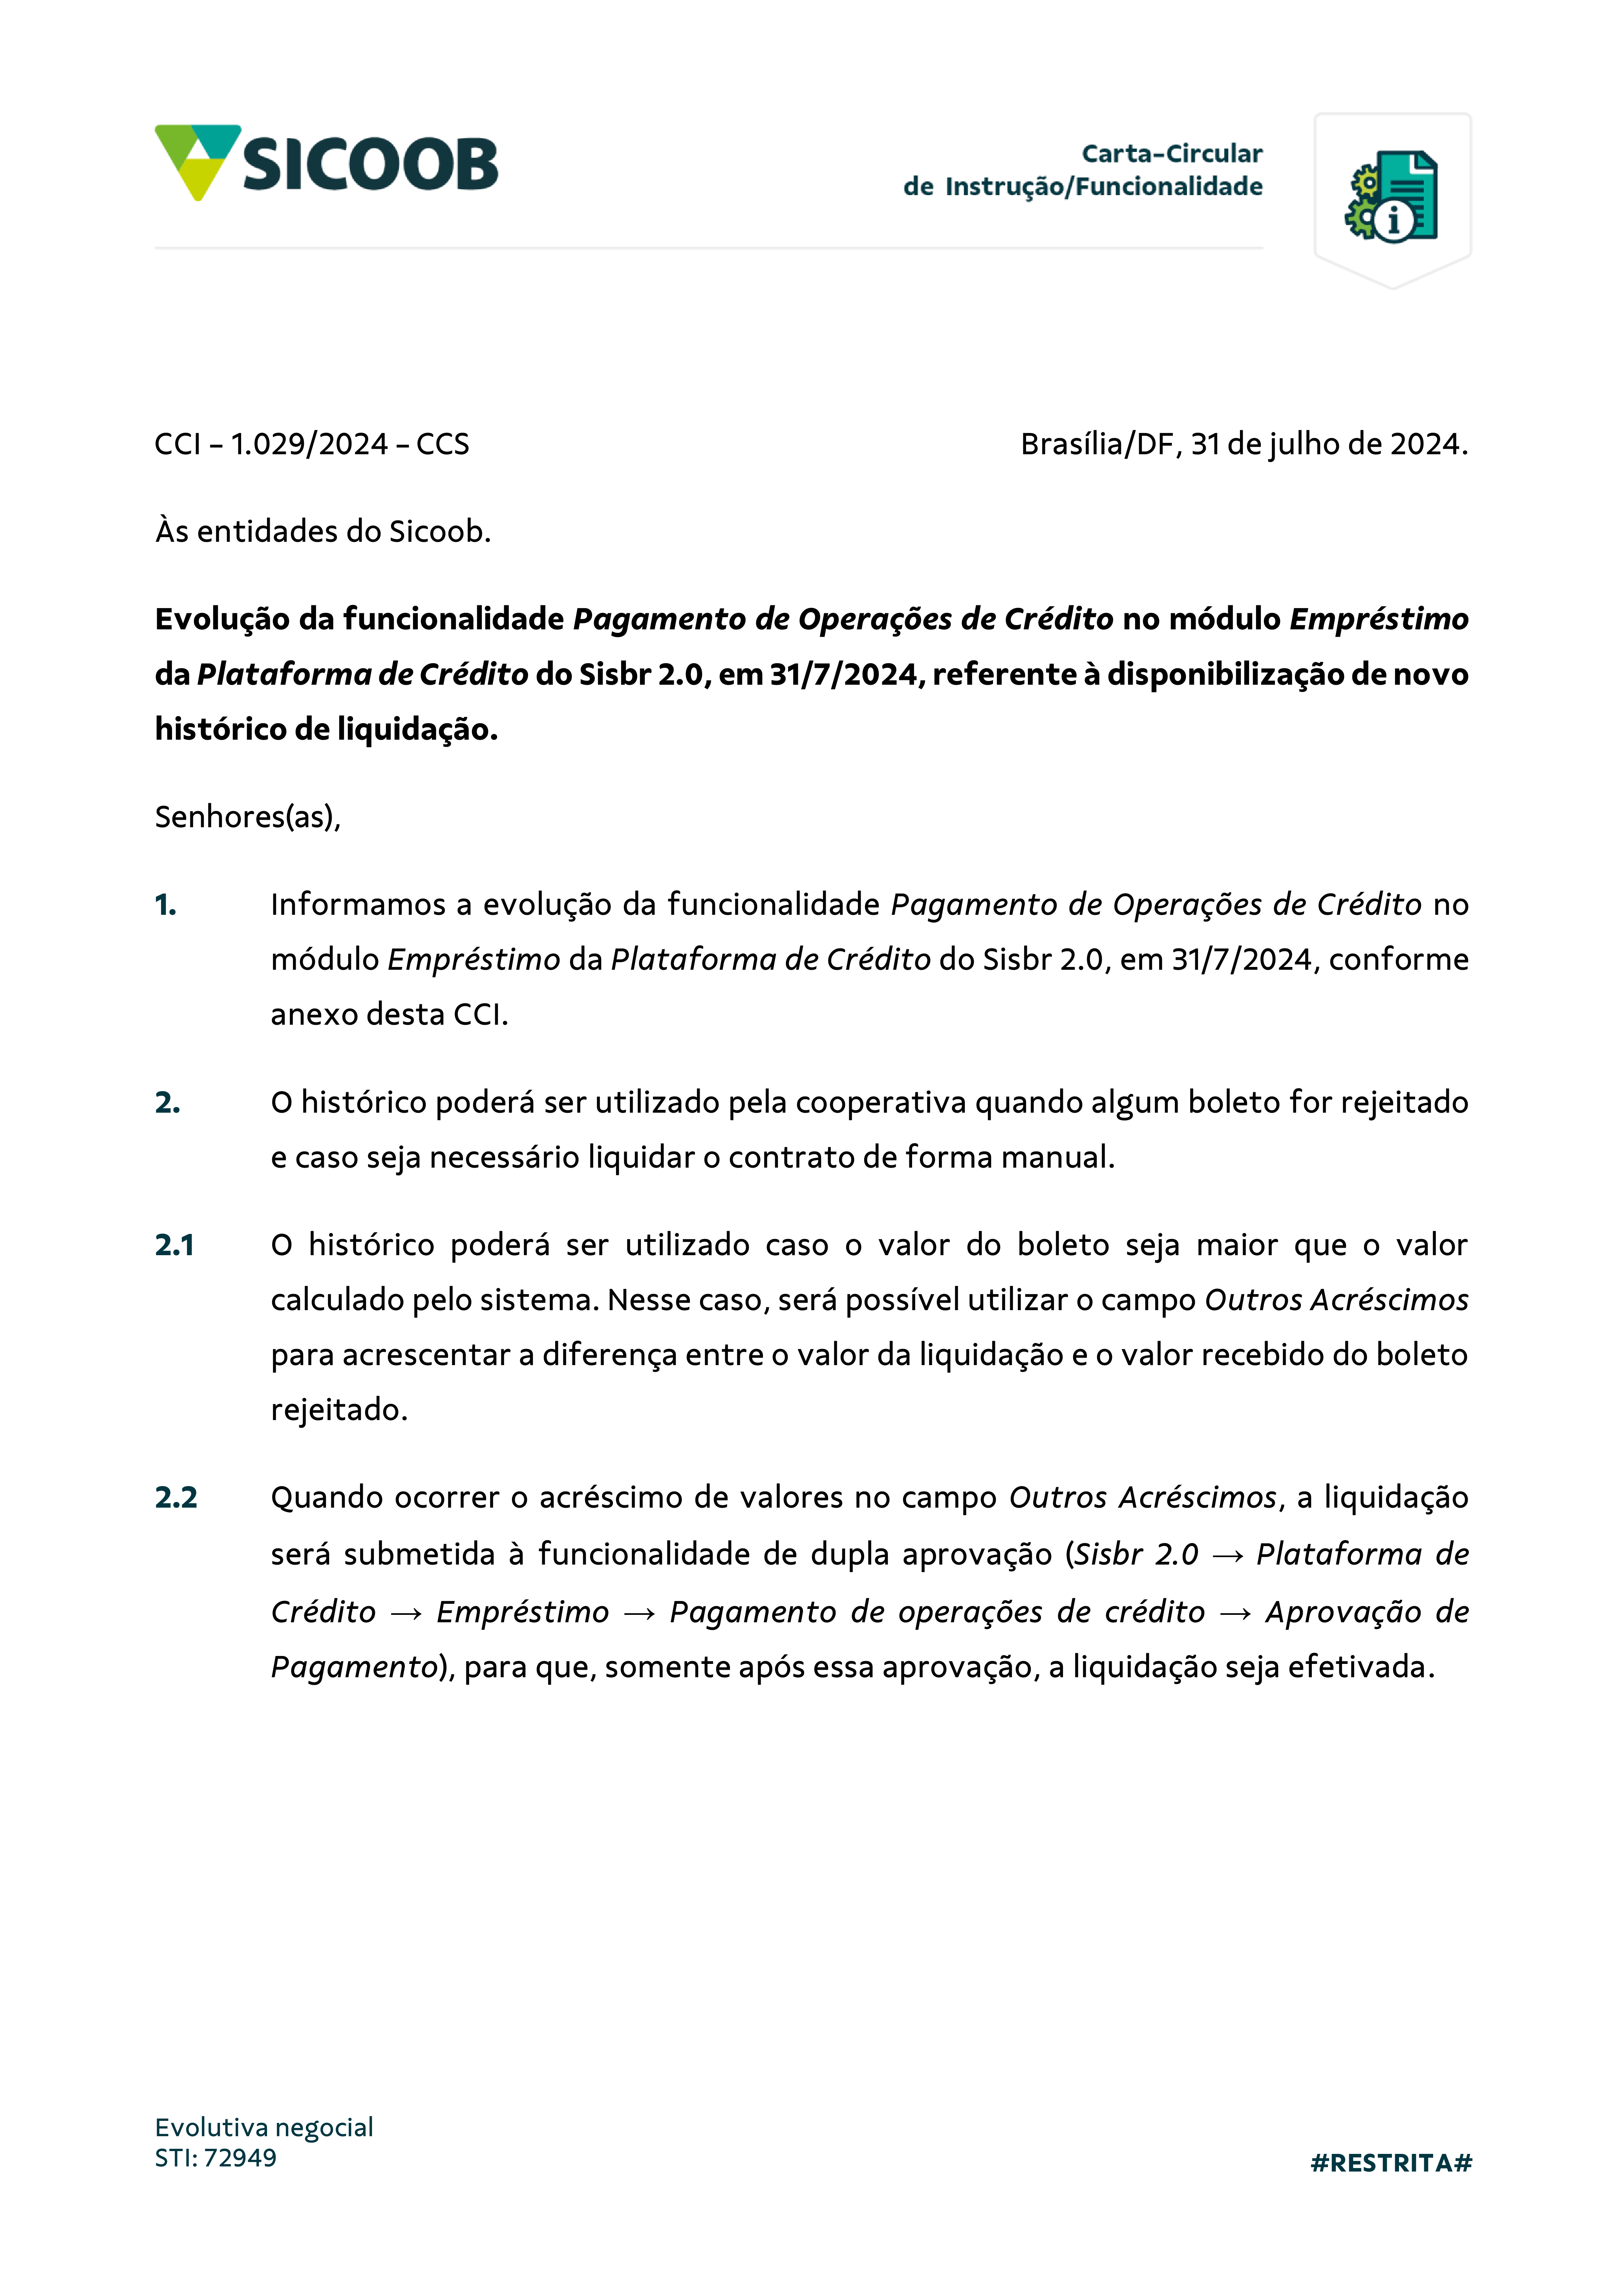 SICOOB
Carta-Circular
de Instrução/Funcionalidade
i
CCI – 1.029/2024 – CCS Brasília/DF, 31 de julho de 2024.
Às entidades do Sicoob.
Evolução da funcionalidade Pagamento de Operações de Crédito no módulo Empréstimo
da Plataforma de Crédito do Sisbr 2.0, em 31/7/2024, referente à disponibilização de novo
histórico de liquidação.
Senhores(as),
1. Informamos a evolução da funcionalidade Pagamento de Operações de Crédito no
módulo Empréstimo da Plataforma de Crédito do Sisbr 2.0, em 31/7/2024, conforme
anexo desta CCI.
2. O histórico poderá ser utilizado pela cooperativa quando algum boleto for rejeitado
e caso seja necessário liquidar o contrato de forma manual.
2.1 O histórico poderá ser utilizado caso o valor do boleto seja maior que o valor
calculado pelo sistema. Nesse caso, será possível utilizar o campo Outros Acréscimos
para acrescentar a diferença entre o valor da liquidação e o valor recebido do boleto
rejeitado.
2.2 Quando ocorrer o acréscimo de valores no campo Outros Acréscimos, a liquidação
será submetida à funcionalidade de dupla aprovação (Sisbr 2.0 → Plataforma de
Crédito → Empréstimo → Pagamento de operações de crédito → Aprovação de
Pagamento), para que, somente após essa aprovação, a liquidação seja efetivada.
Evolutiva negocial
STI: 72949
#RESTRITA#